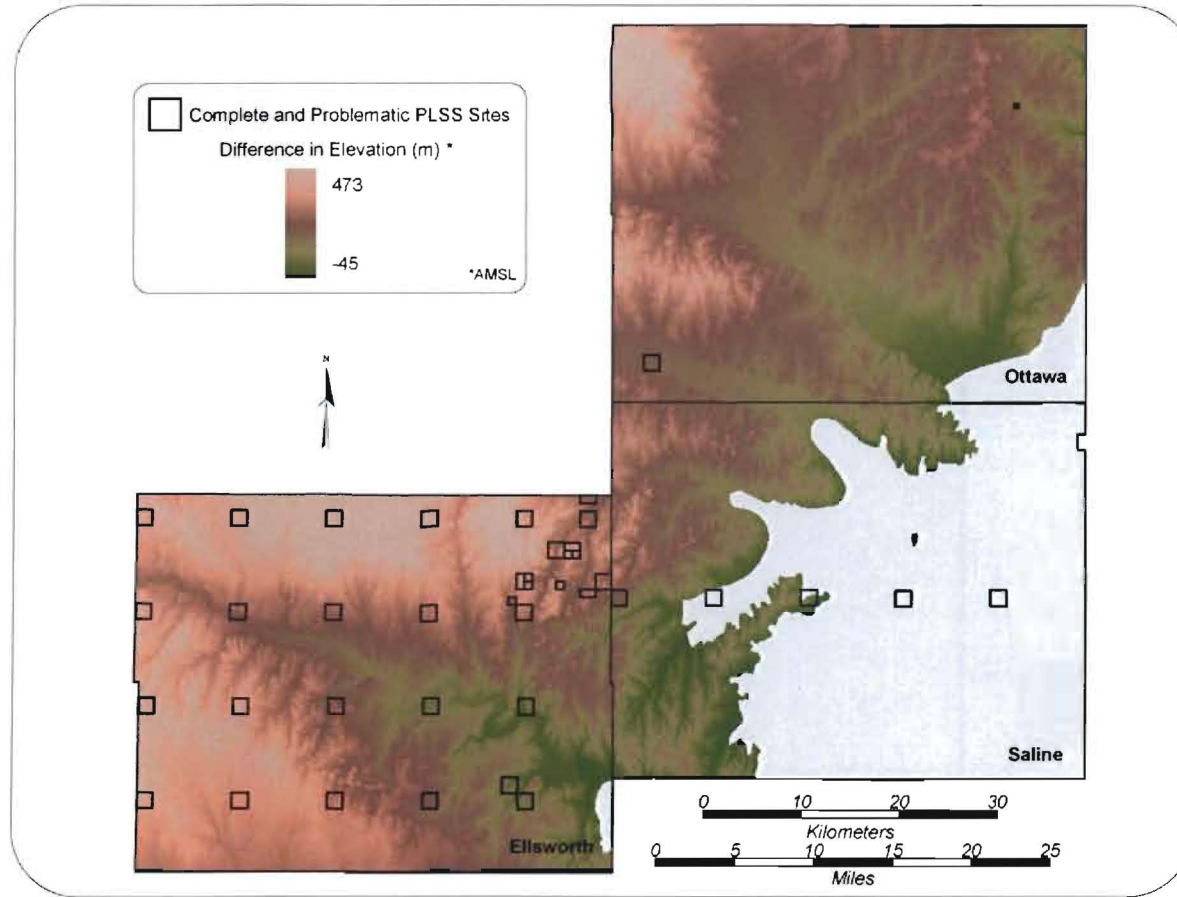 Complete and Problematic PLSS Sites
Difference in Elevation (m) *
473
-45
*AMSL
N
Ottawa
Saline
Ellsworth
0 10 20 30
Kilometers
0 5 10 15 20 25
Miles